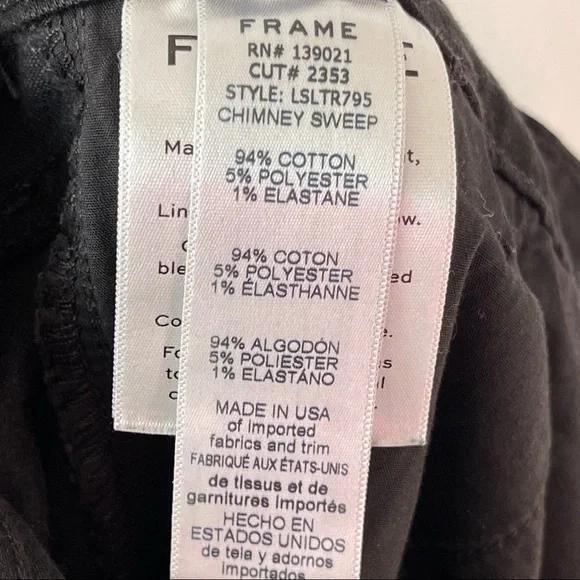 FRAME
RN# 139021
CUT# 2353
STYLE: LSLTR795
CHIMNEY SWEEP
94% COTTON
5% POLYESTER
1% ELASTANE
94% COTON
5% POLYESTER
1% ÉLASTHANNE
94% ALGODÓN
5% POLIESTER
1% ELASTÁNO
MADE IN USA
of imported
fabrics and trim
FABRIQUÉ AUX ÉTATS-UNIS
de tissus et de
garnitures importés
HECHO EN
ESTADOS UNIDOS
de tela y adornos
importados